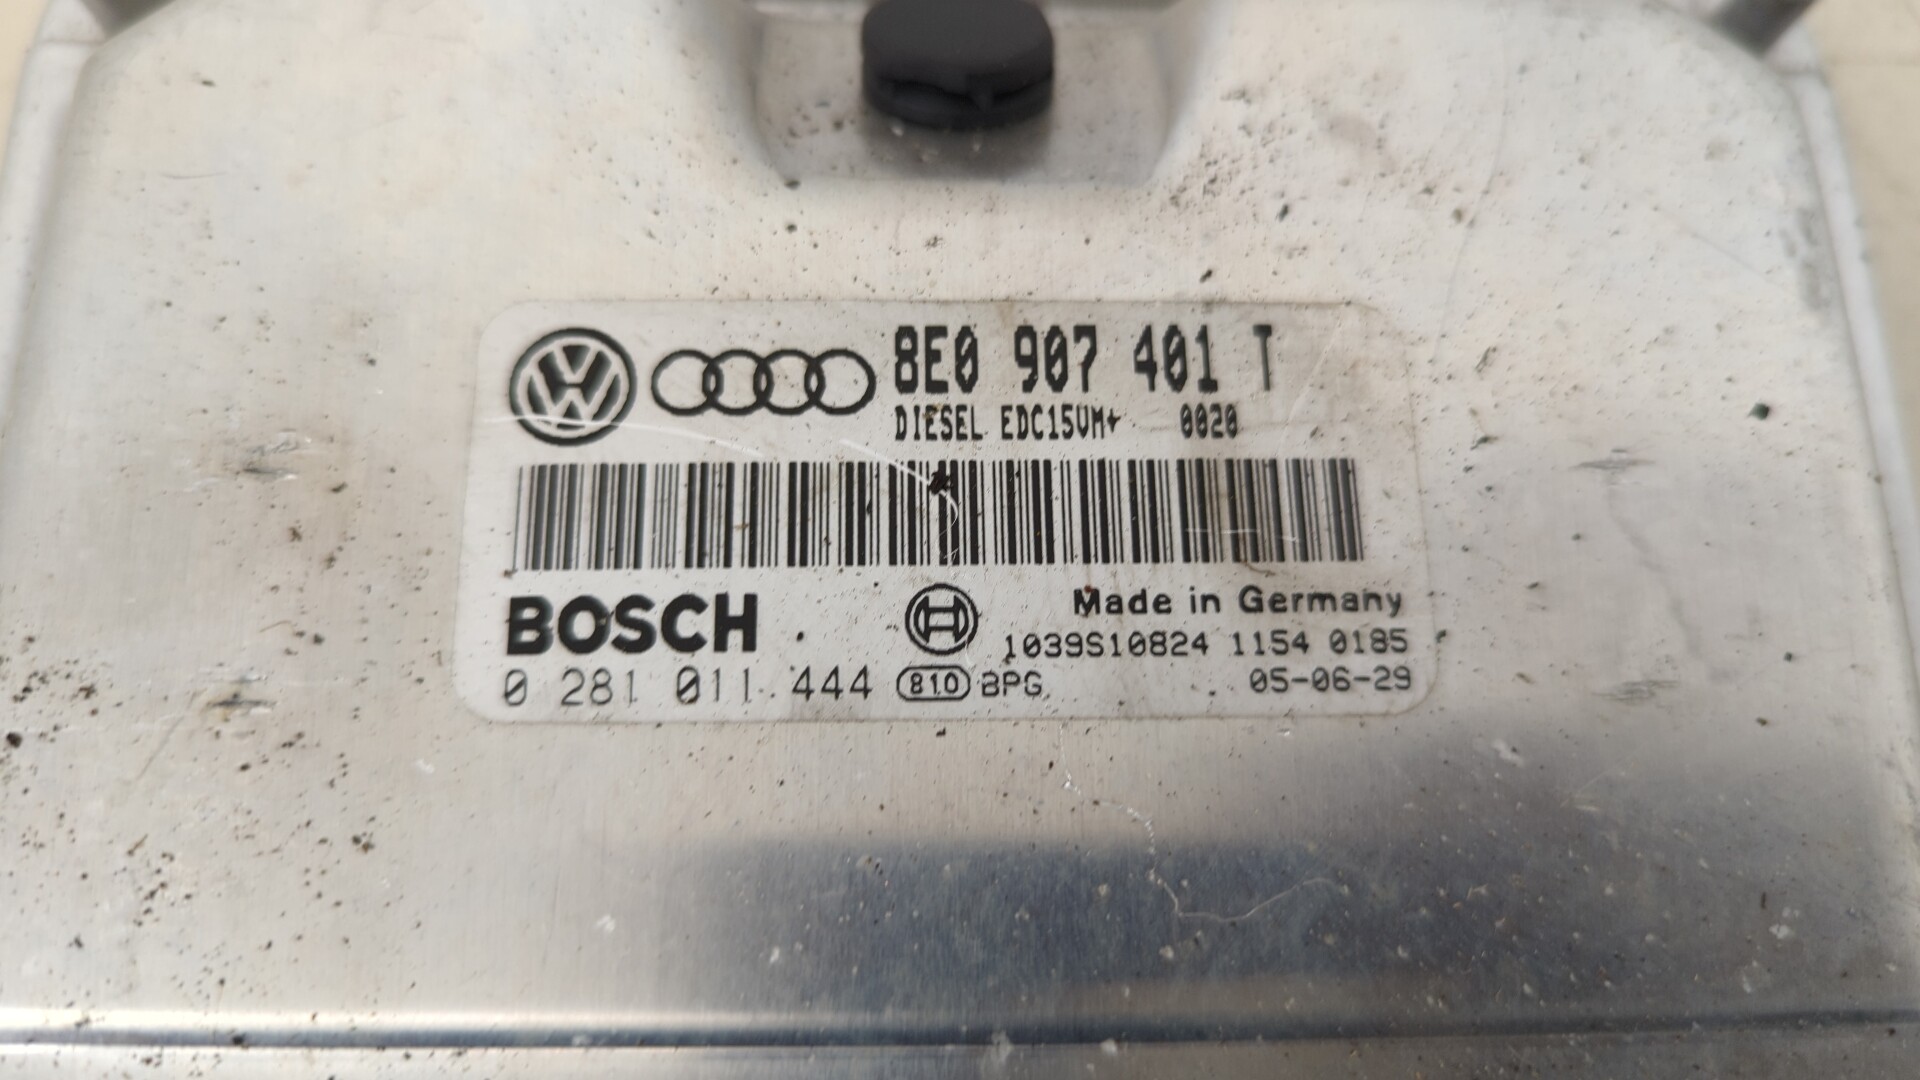 8E0 907 401 T
DIESEL EDC15VM+ 0020
BOSCH
Made in Germany
1039S10824 1154 0185
0 281 011 444 810 BPG 05-06-29